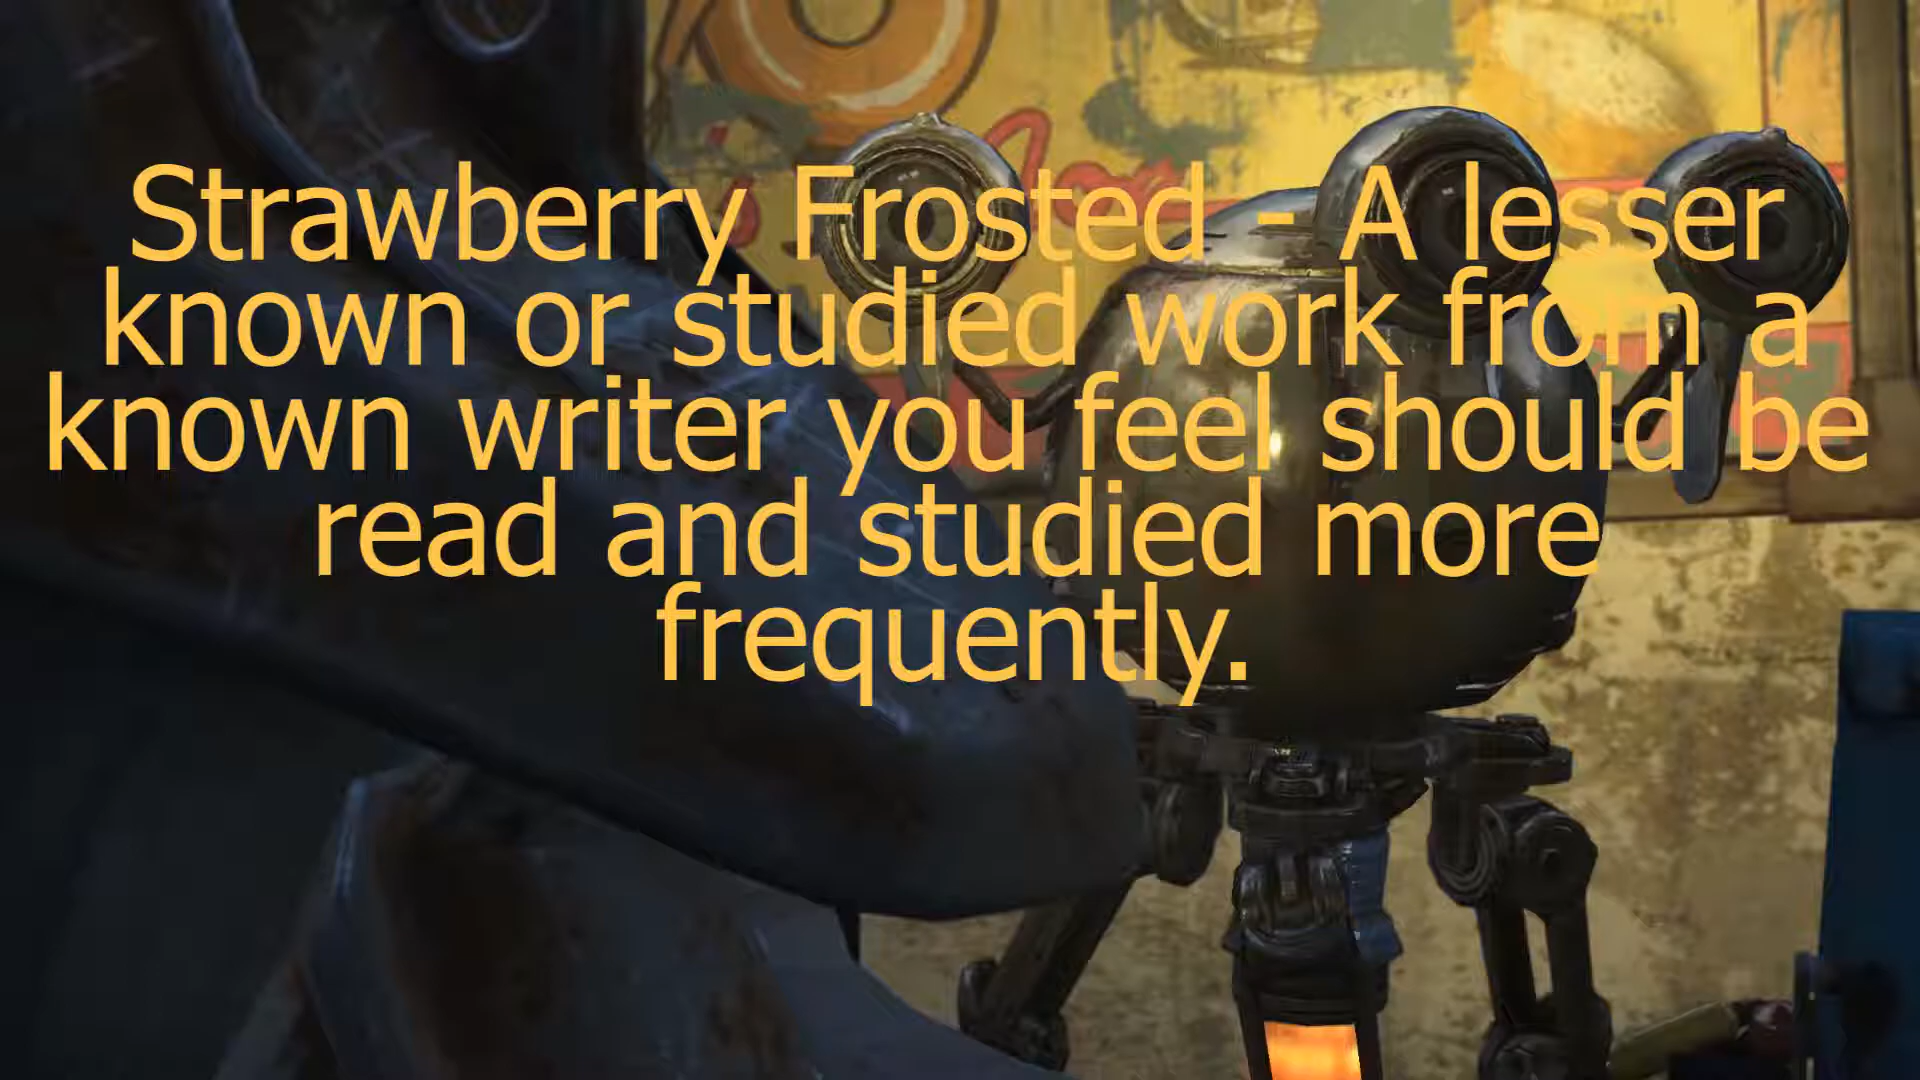 Strawberry Frosted - A lesser
known or studied work from a
known writer you feel should be
read and studied more
frequently.